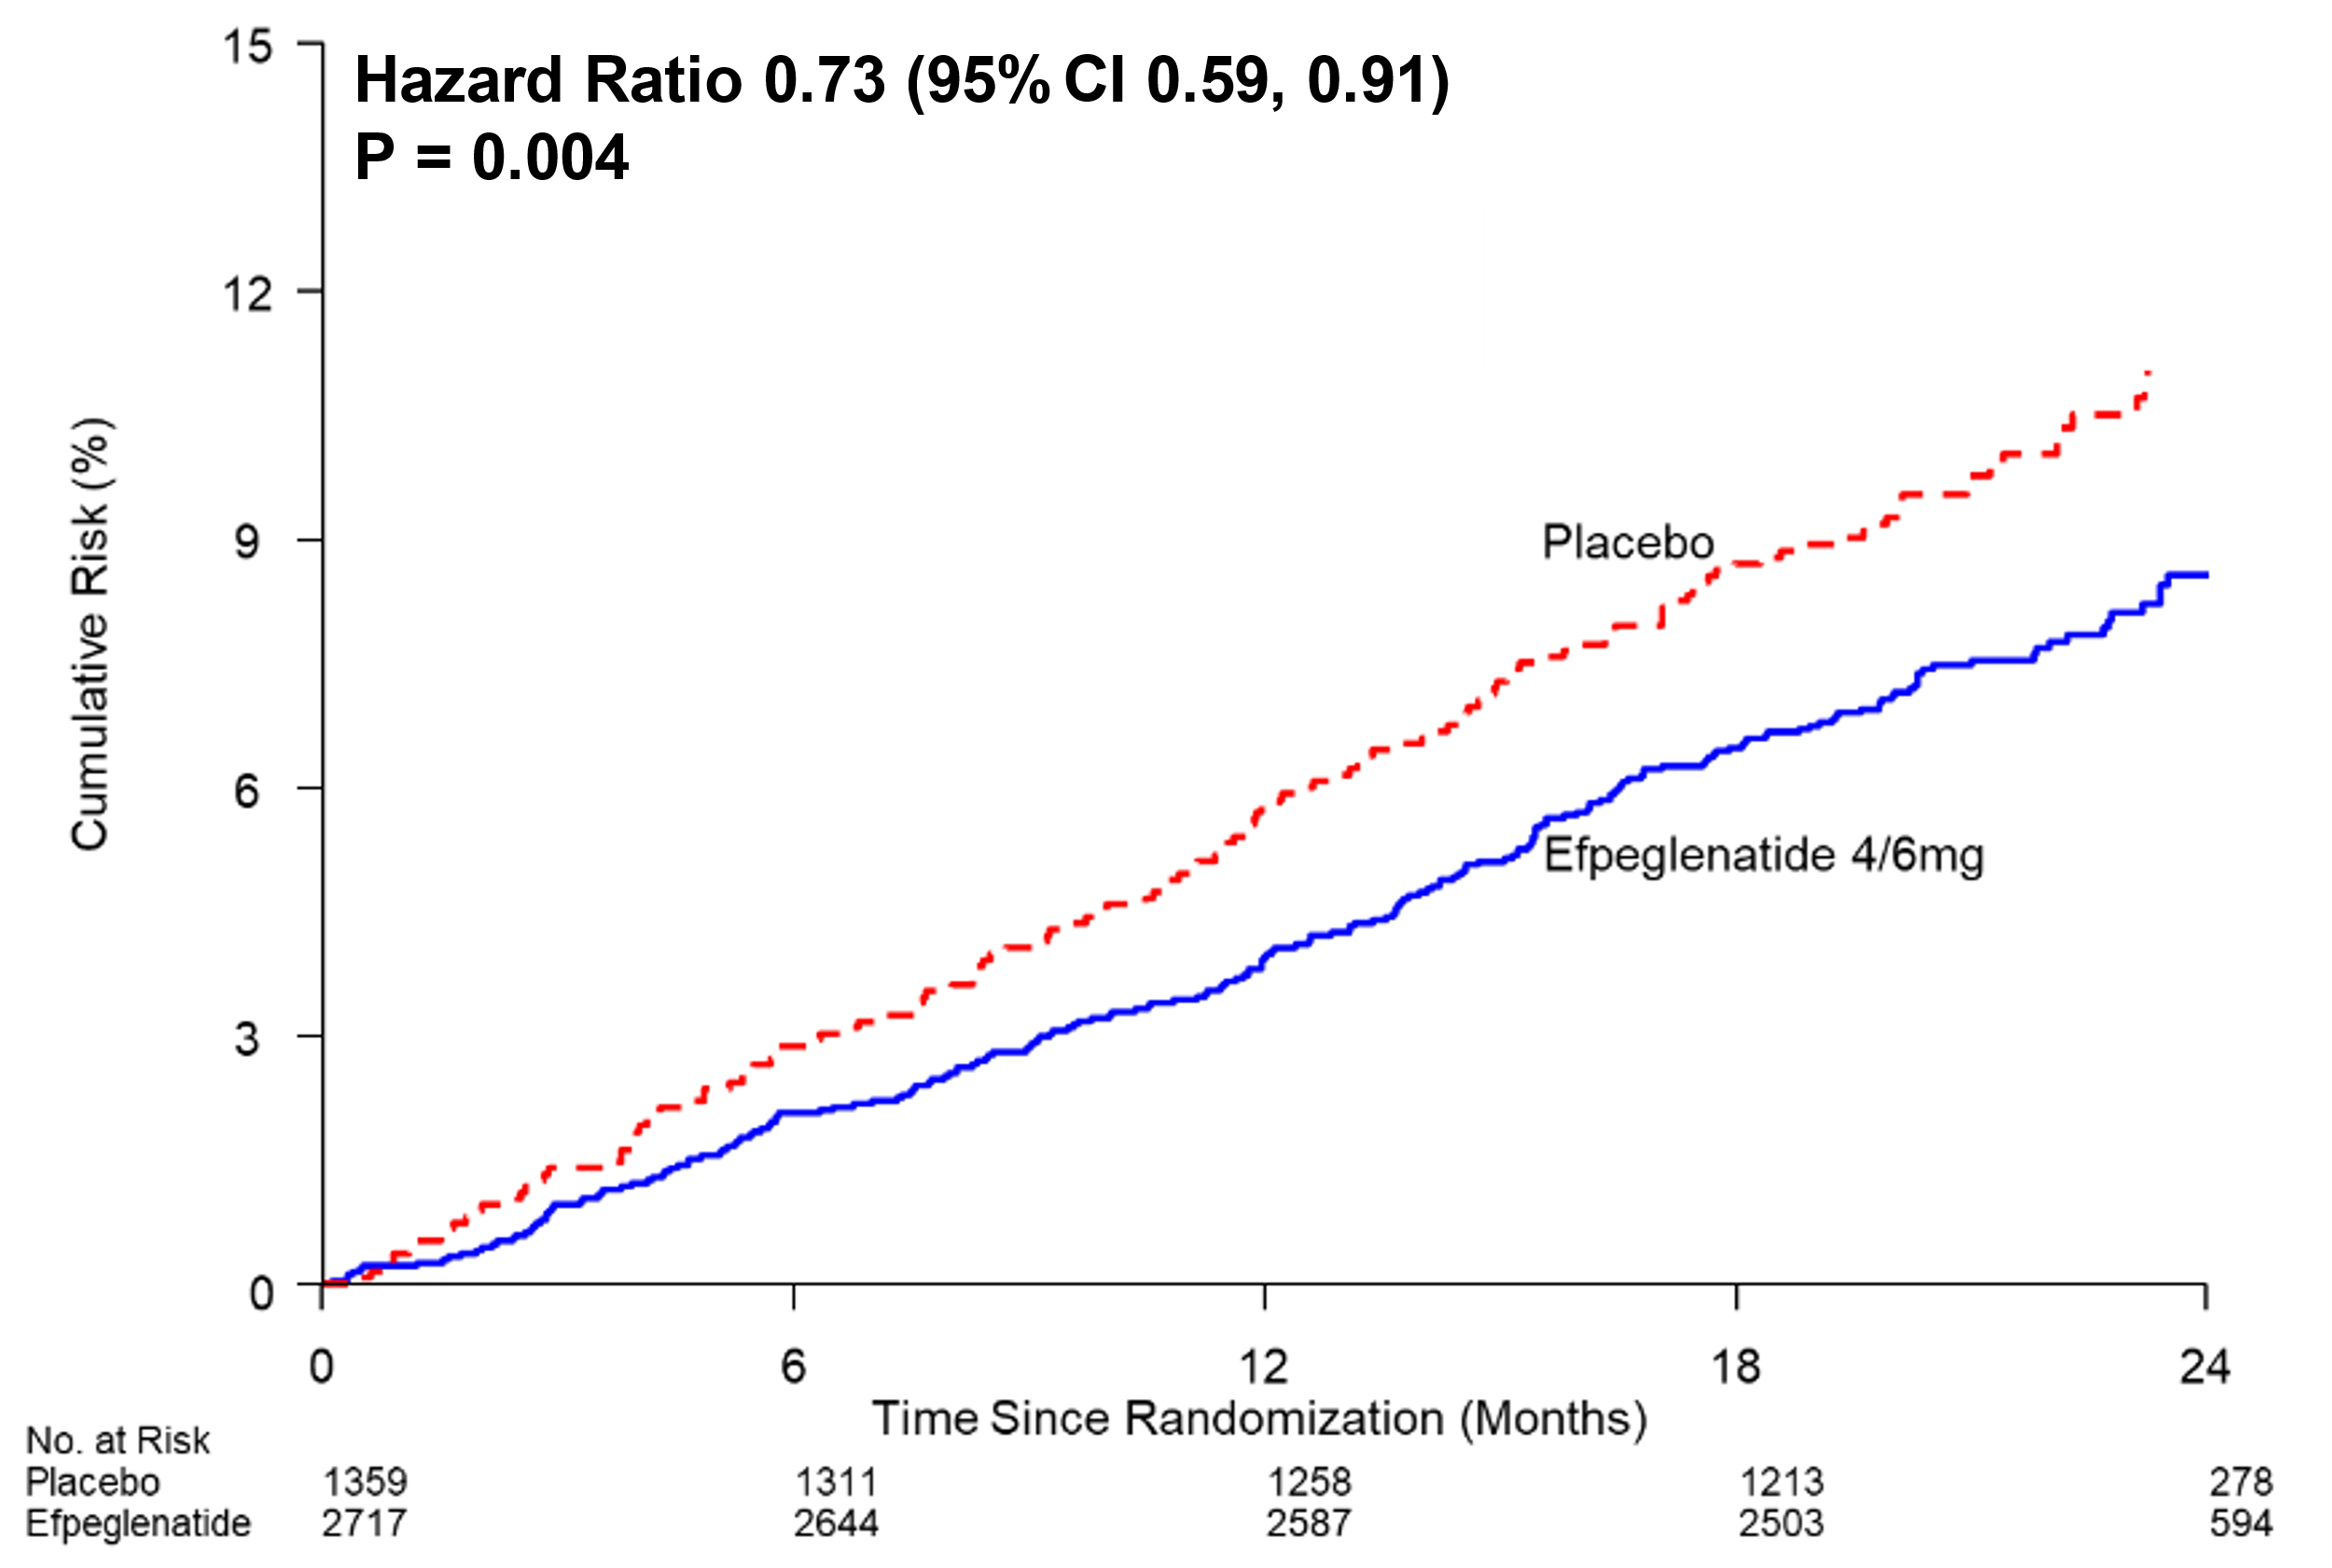 Hazard Ratio 0.73 (95% CI 0.59, 0.91)
P = 0.004
15
12
9
6
3
0
Cumulative Risk (%)
Placebo
Efpeglenatide 4/6mg
0 6 12 18 24
Time Since Randomization (Months)
No. at Risk
Placebo 1359 1311 1258 1213 278
Efpeglenatide 2717 2644 2587 2503 594